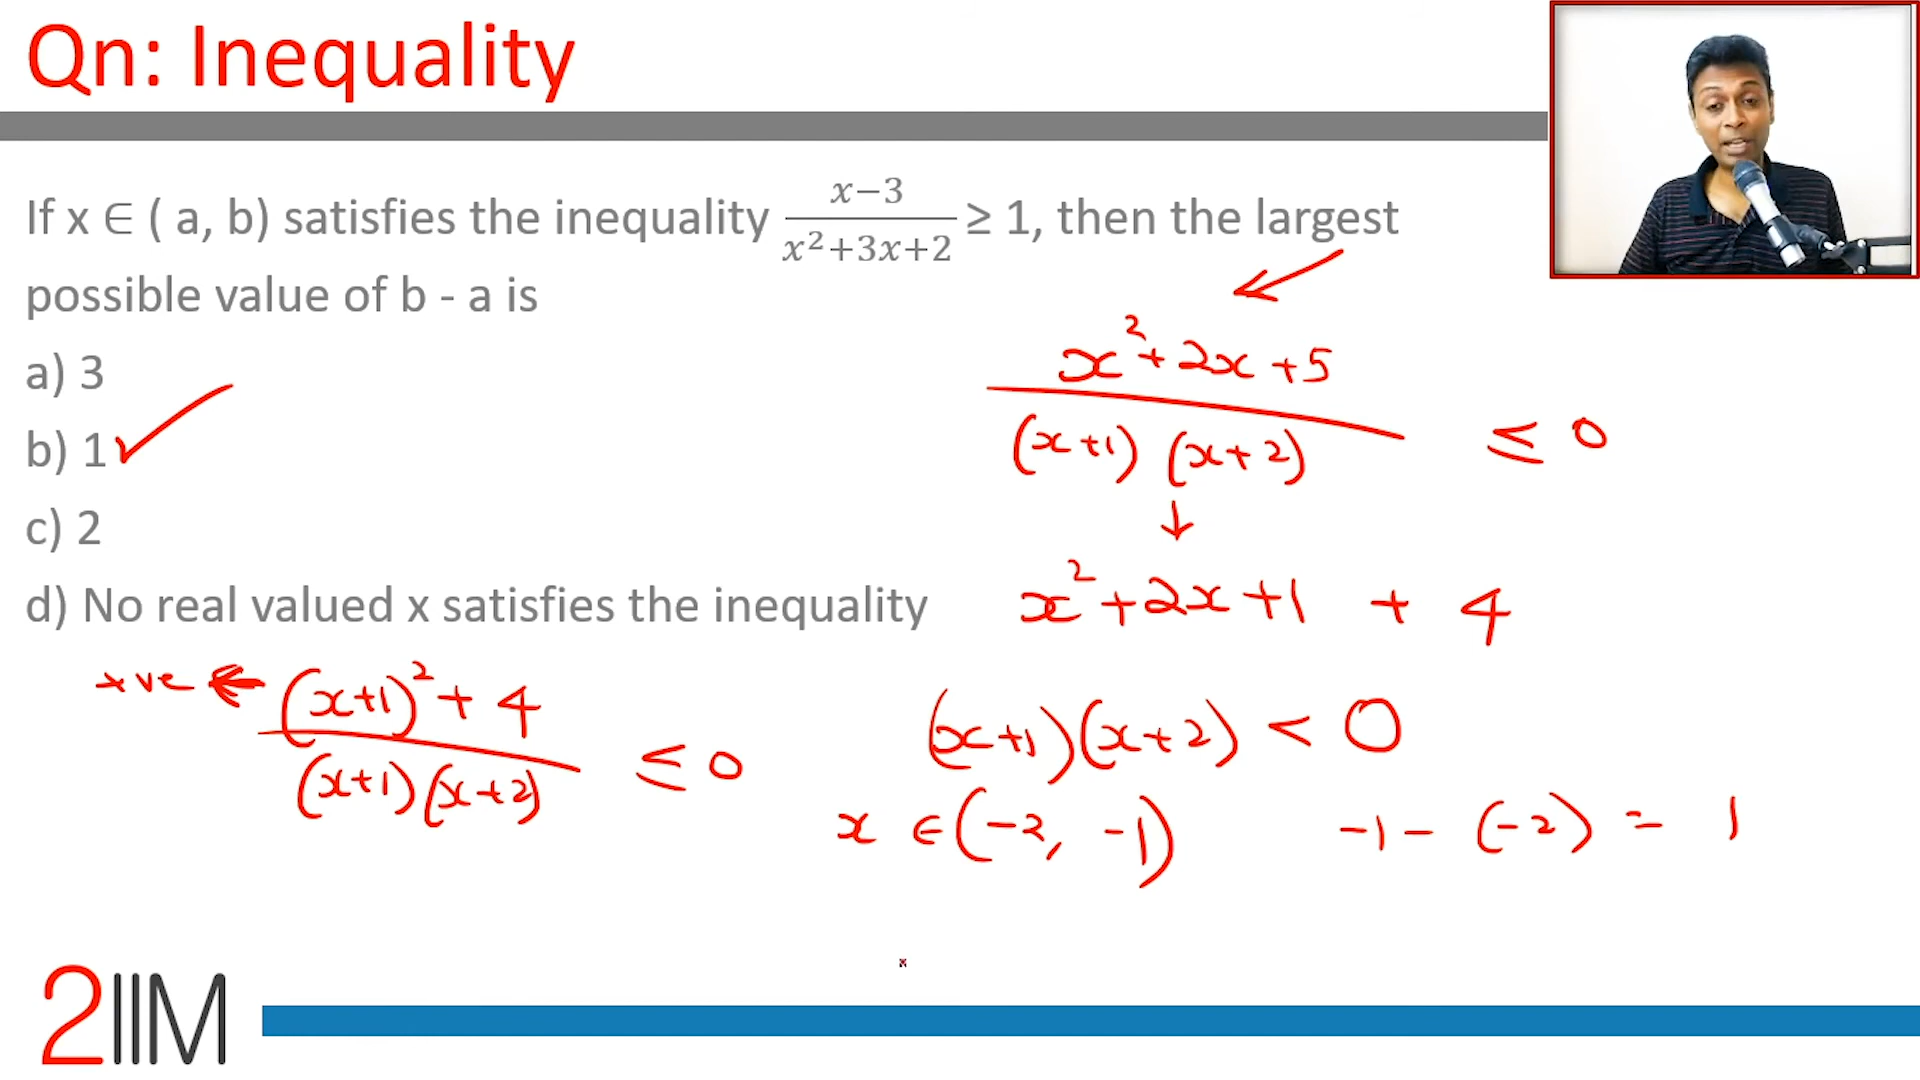 Qn: Inequality
If x ∈ ( a, b) satisfies the inequality (x−3)/(x²+3x+2) ≥ 1, then the largest
possible value of b - a is
a) 3
b) 1 ✓
c) 2
d) No real valued x satisfies the inequality
(x² + 2x + 5)/((x+1) (x+2)) ≤ 0
↓
x² + 2x + 1 + 4
+ve ← ((x+1)² + 4)/((x+1)(x+2)) ≤ 0
(x+1)(x+2) < 0
x ∈ (-2, -1)
-1 - (-2) = 1
2IIM